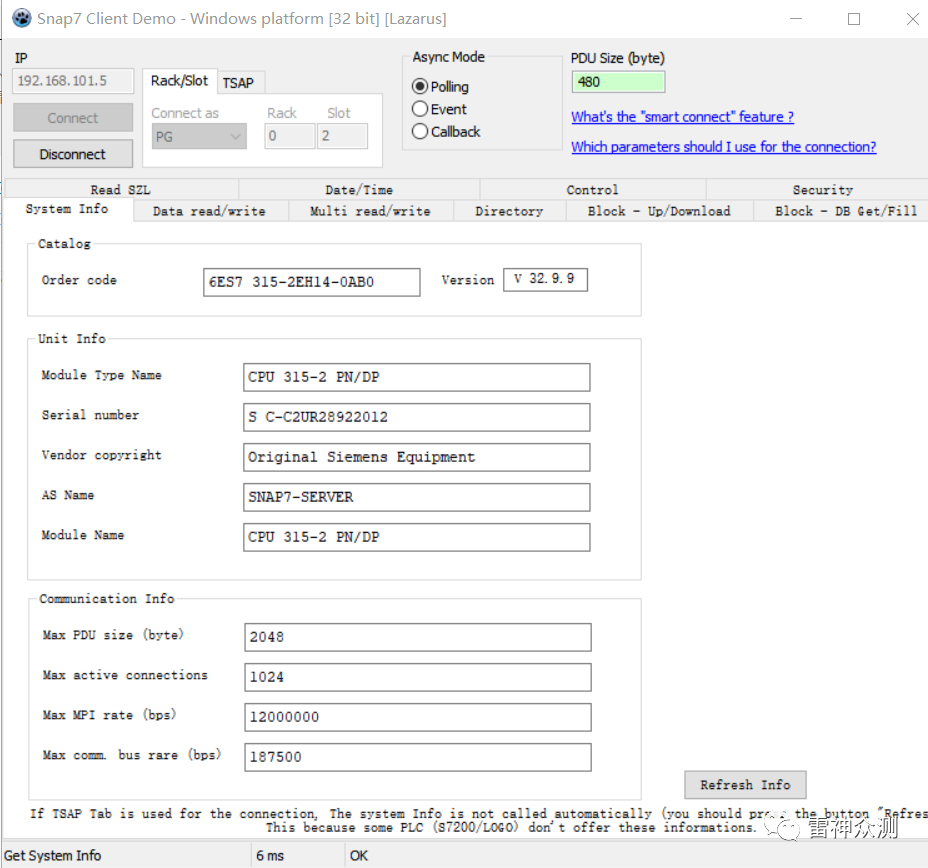 Snap7 Client Demo - Windows platform [32 bit] [Lazarus]
IP
192.168.101.5
Connect
Disconnect
Rack/Slot TSAP
Connect as Rack Slot
PG 0 2
Async Mode
Polling
Event
Callback
PDU Size (byte)
480
What's the "smart connect" feature ?
Which parameters should I use for the connection?
Read SZL Date/Time Control Security
System Info Data read/write Multi read/write Directory Block - Up/Download Block - DB Get/Fill
Catalog
Order code 6ES7 315-2EH14-0AB0 Version V 32.9.9
Unit Info
Module Type Name CPU 315-2 PN/DP
Serial number S C-C2UR28922012
Vendor copyright Original Siemens Equipment
AS Name SNAP7-SERVER
Module Name CPU 315-2 PN/DP
Communication Info
Max PDU size (byte) 2048
Max active connections 1024
Max MPI rate (bps) 12000000
Max comm. bus rare (bps) 187500
Refresh Info
If TSAP Tab is used for the connection, The system Info is not called automatically (you should the button "Refres
This because some PLC (S7200/LOGO) don't offer these informations.
雷神众测
Get System Info 6 ms OK